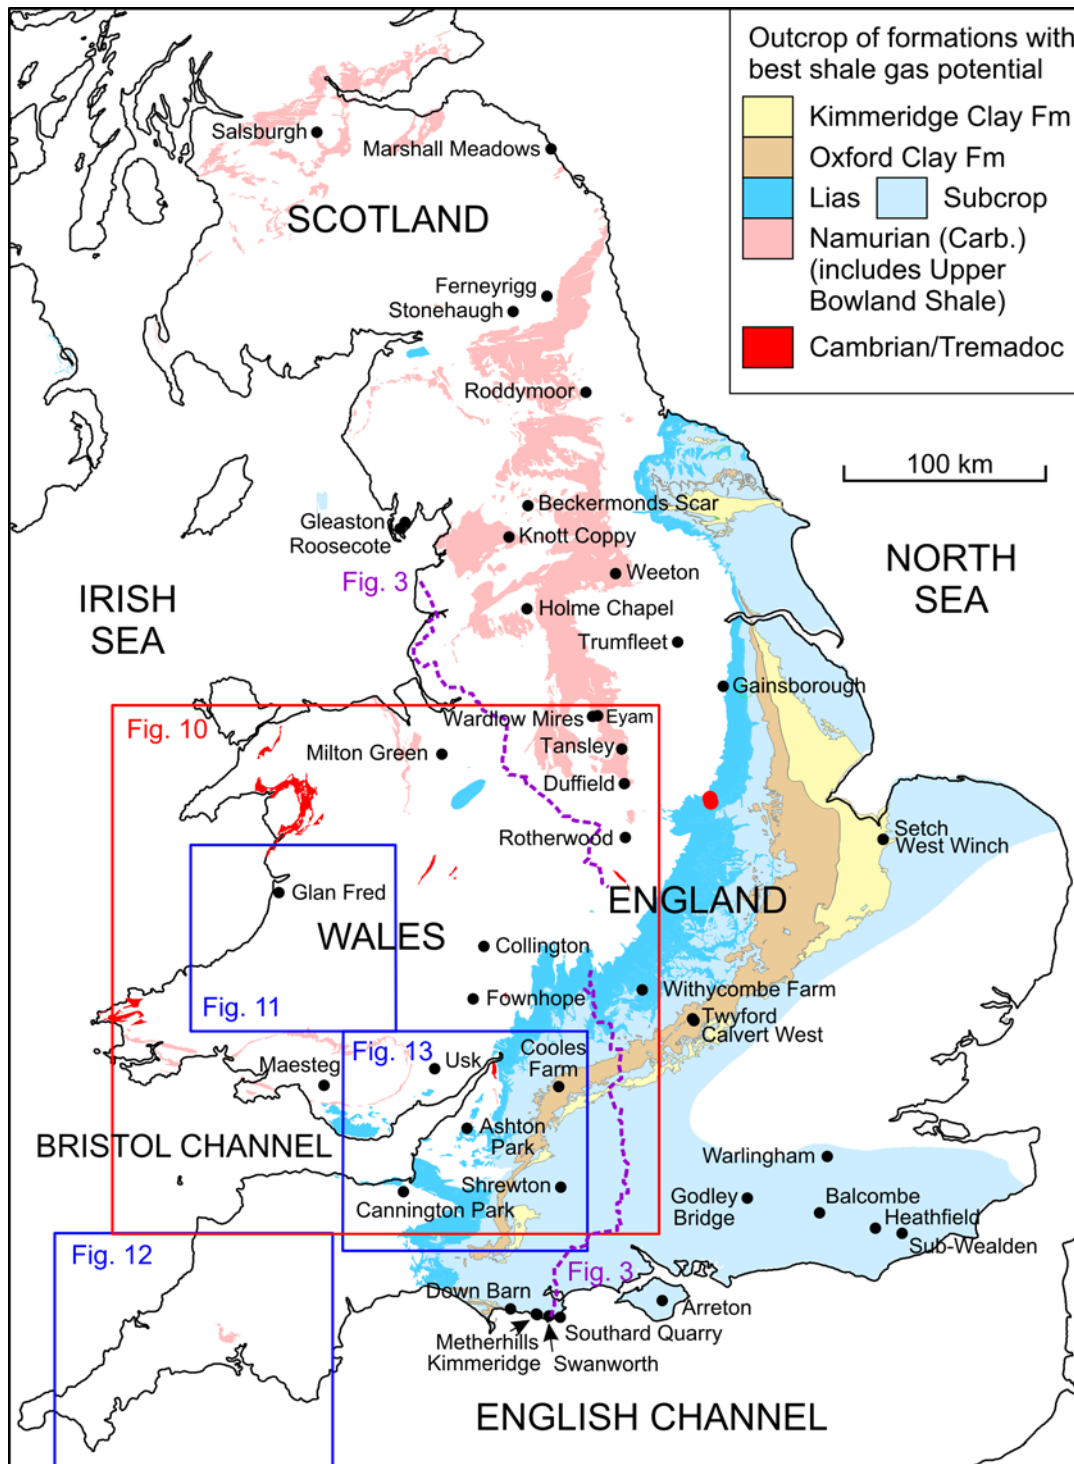 Outcrop of formations with
best shale gas potential
Kimmeridge Clay Fm
Oxford Clay Fm
Lias
Subcrop
Namurian (Carb.)
(includes Upper
Bowland Shale)
Cambrian/Tremadoc
100 km
Salsburgh
Marshall Meadows
SCOTLAND
Ferneyrigg
Stonehaugh
Roddymoor
Beckermonds Scar
Gleaston
Roosecote
Knott Coppy
NORTH
SEA
Fig. 3
Weeton
IRISH
SEA
Holme Chapel
Trumfleet
Gainsborough
Fig. 10
Wardlow Mires
Eyam
Milton Green
Tansley
Duffield
Rotherwood
Setch
West Winch
Glan Fred
ENGLAND
WALES
Collington
Fig. 11
Fownhope
Withycombe Farm
Twyford
Calvert West
Fig. 13
Maesteg
Usk
Cooles
Farm
BRISTOL CHANNEL
Ashton
Park
Warlingham
Shrewton
Cannington Park
Godley
Bridge
Balcombe
Heathfield
Sub-Wealden
Fig. 12
Fig. 3
Down Barn
Arreton
Metherhills
Kimmeridge
Southard Quarry
Swanworth
ENGLISH CHANNEL